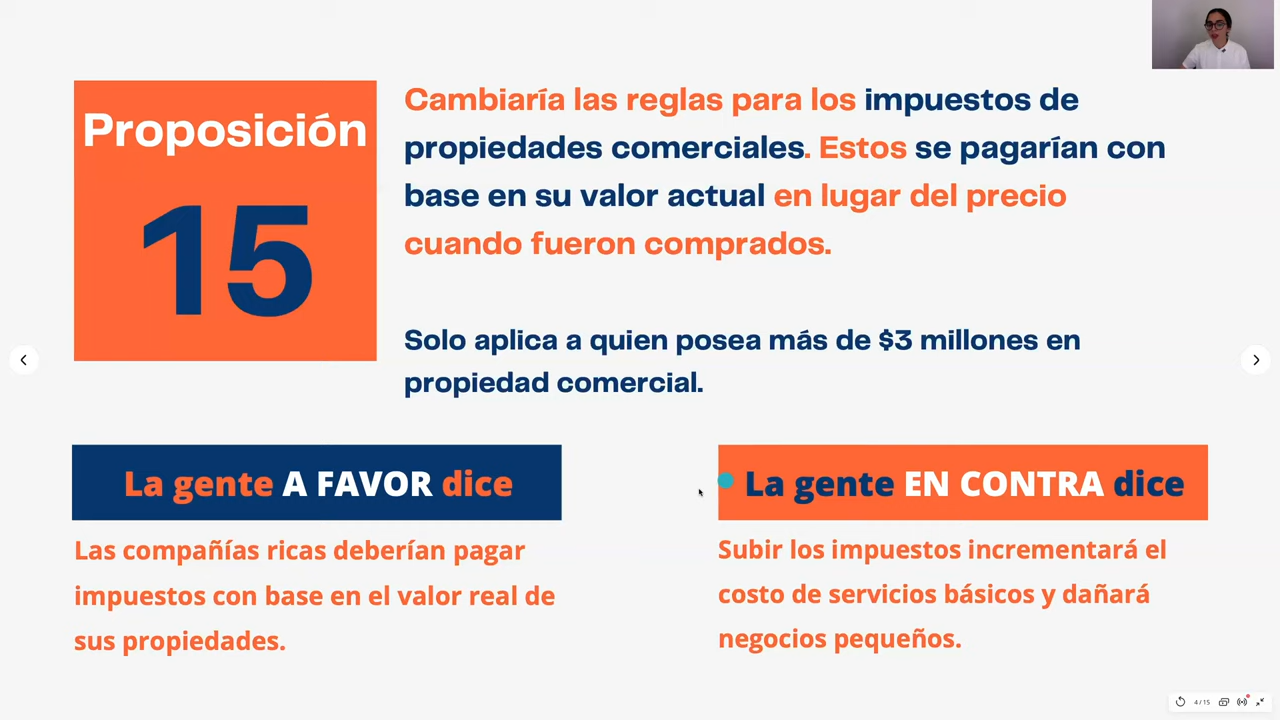 Proposición
15
Cambiaría las reglas para los impuestos de
propiedades comerciales. Estos se pagarían con
base en su valor actual en lugar del precio
cuando fueron comprados.
Solo aplica a quien posea más de $3 millones en
propiedad comercial.
La gente A FAVOR dice
Las compañías ricas deberían pagar
impuestos con base en el valor real de
sus propiedades.
La gente EN CONTRA dice
Subir los impuestos incrementará el
costo de servicios básicos y dañará
negocios pequeños.
4/15